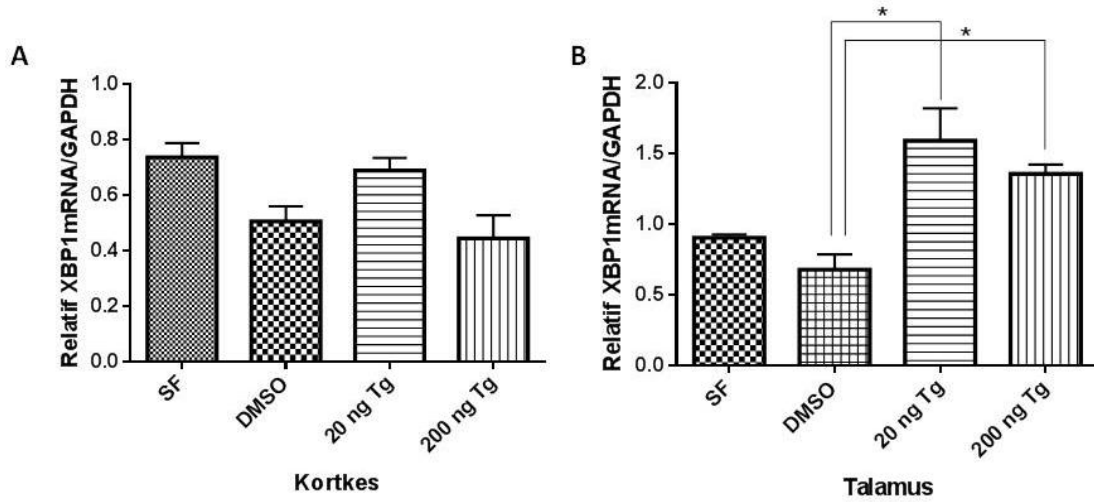 A
Relatif XBP1mRNA/GAPDH
1.0
0.8
0.6
0.4
0.2
0.0
SF
DMSO
20 ng Tg
200 ng Tg
Kortkes
B
*
*
Relatif XBP1mRNA/GAPDH
2.0
1.5
1.0
0.5
0.0
SF
DMSO
20 ng Tg
200 ng Tg
Talamus